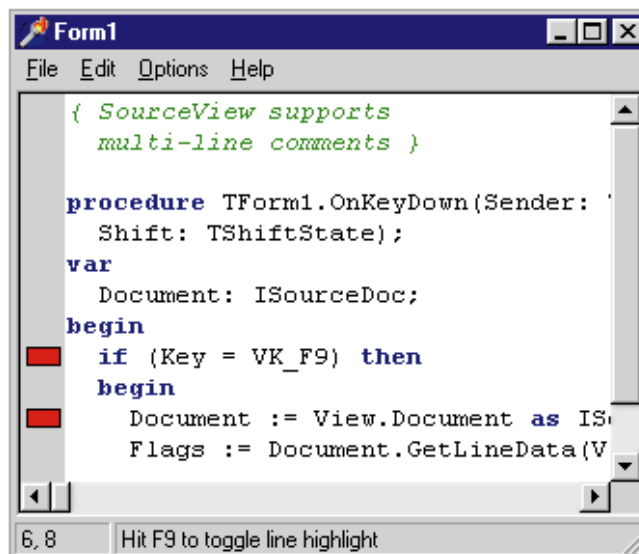 Form1
File Edit Options Help
{ SourceView supports
multi-line comments }
procedure TForm1.OnKeyDown(Sender:
Shift: TShiftState);
var
Document: ISourceDoc;
begin
if (Key = VK_F9) then
begin
Document := View.Document as IS
Flags := Document.GetLineData(V
6, 8 Hit F9 to toggle line highlight